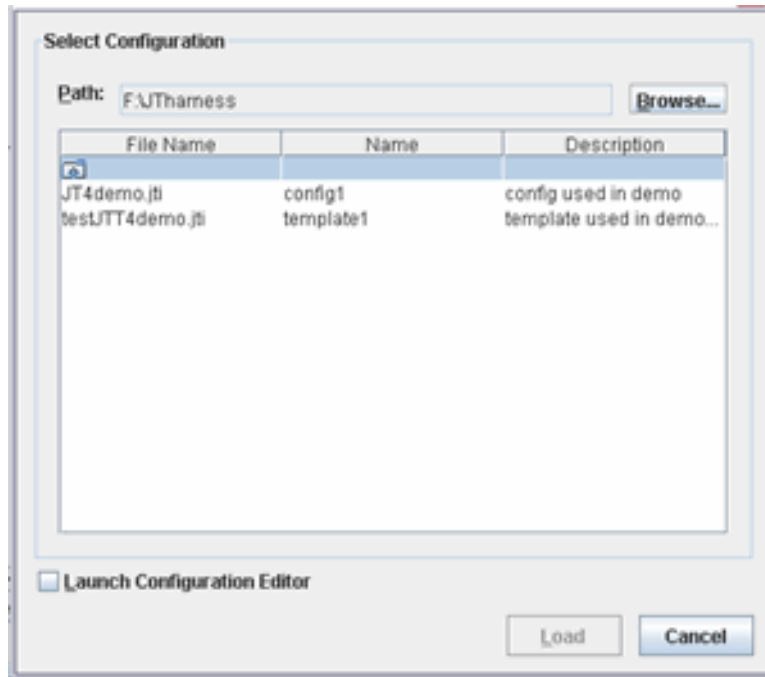 Select Configuration
Path: F:\JTharness Browse...
File Name Name Description
JT4demo.jti config1 config used in demo
testJTT4demo.jti template1 template used in demo...
Launch Configuration Editor
Load Cancel